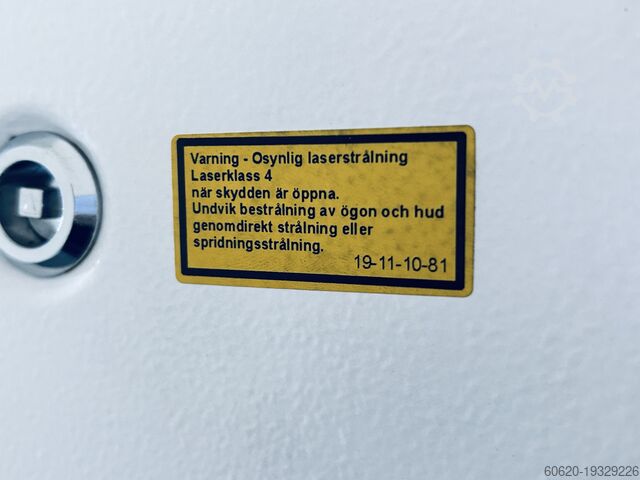 Varning - Osynlig laserstrålning
Laserklass 4
när skydden är öppna.
Undvik bestrålning av ögon och hud
genomdirekt strålning eller
spridningsstrålning.
19-11-10-81
60620-19329226